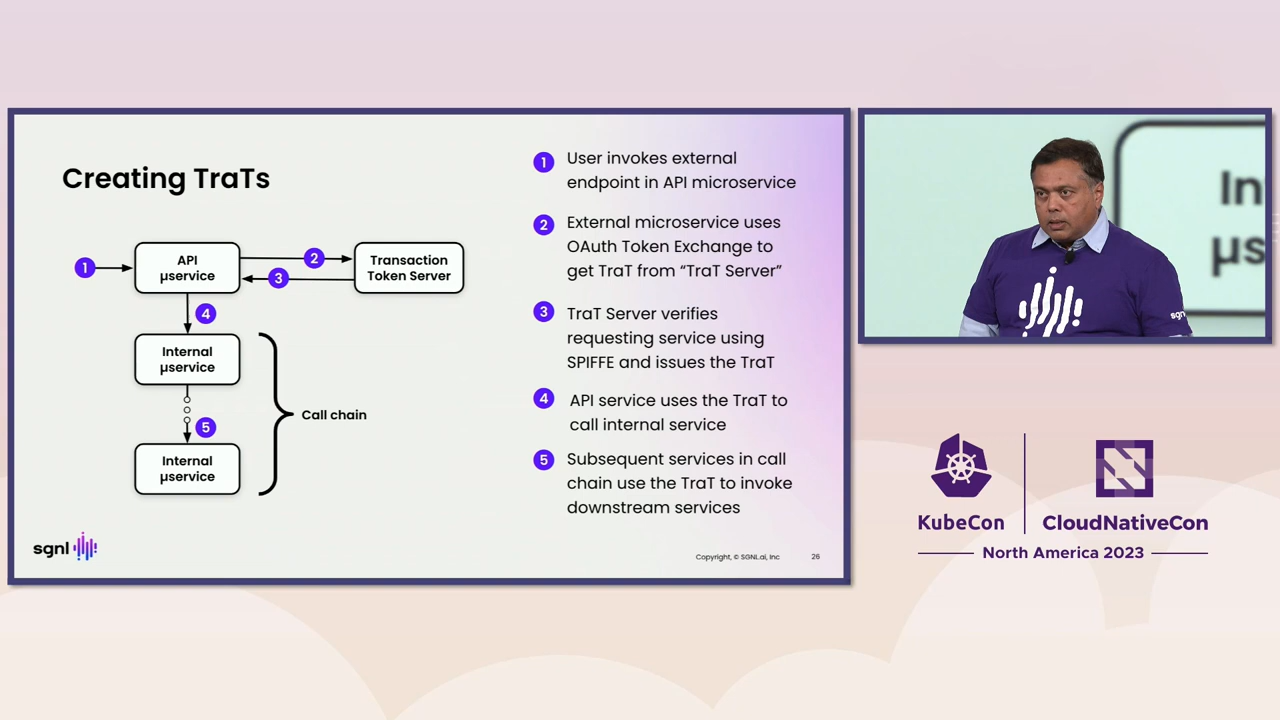 Creating TraTs
1
API
µservice
2
3
Transaction
Token Server
4
Internal
µservice
5
Internal
µservice
Call chain
1
User invokes external
endpoint in API microservice
2
External microservice uses
OAuth Token Exchange to
get TraT from “TraT Server”
3
TraT Server verifies
requesting service using
SPIFFE and issues the TraT
4
API service uses the TraT to
call internal service
5
Subsequent services in call
chain use the TraT to invoke
downstream services
sgnl
Copyright, © SGNL.ai, Inc
26
In
µs
sgnl
KubeCon
CloudNativeCon
North America 2023